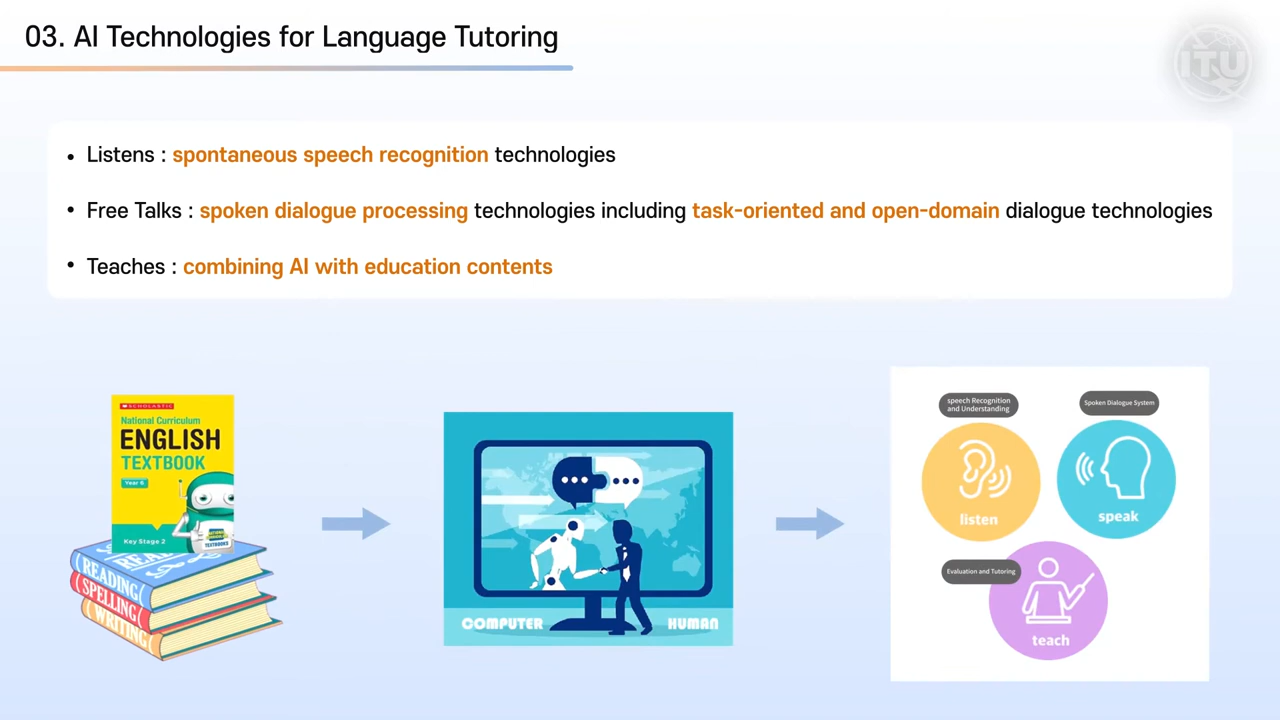 03. AI Technologies for Language Tutoring
ITU
• Listens : spontaneous speech recognition technologies
• Free Talks : spoken dialogue processing technologies including task-oriented and open-domain dialogue technologies
• Teaches : combining AI with education contents
SCHOLASTIC
National Curriculum
ENGLISH
TEXTBOOK
Year 6
Key Stage 2
READING
SPELLING
WRITING
COMPUTER
HUMAN
speech Recognition
and Understanding
listen
Spoken Dialogue System
speak
Evaluation and Tutoring
teach